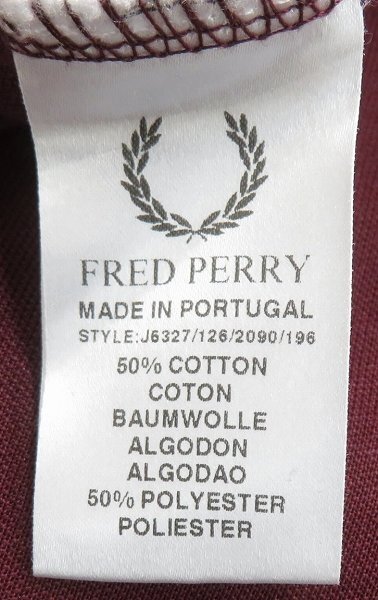 FRED PERRY
MADE IN PORTUGAL
STYLE:J6327/126/2090/196
50% COTTON
COTON
BAUMWOLLE
ALGODON
ALGODAO
50% POLYESTER
POLIESTER